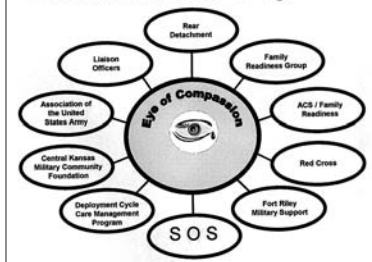 Rear
Detachment
Family
Readiness Group
ACS / Family
Readiness
Red Cross
Fort Riley
Military Support
S O S
Deployment Cycle
Care Management
Program
Central Kansas
Military Community
Foundation
Association of
the United
States Army
Liaison
Officers
Eye of Compassion